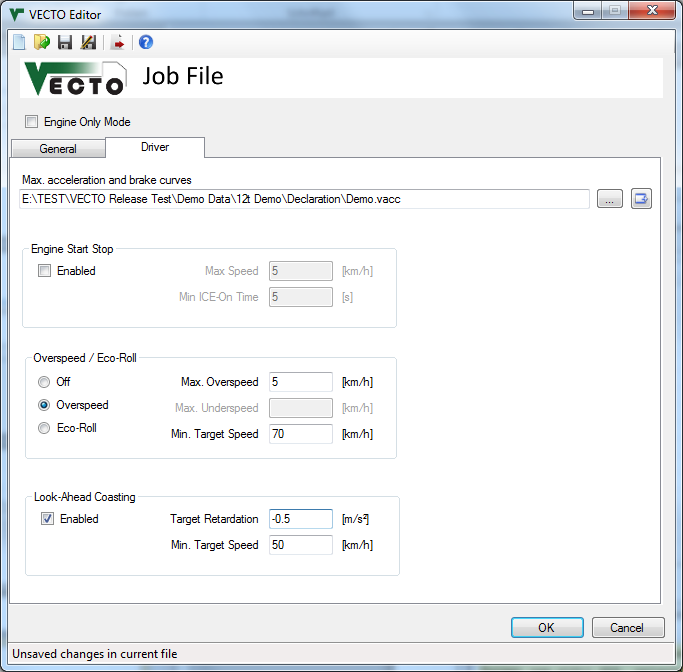 VECTO Editor
VECTO Job File
Engine Only Mode
General Driver
Max. acceleration and brake curves
E:\TEST\VECTO Release Test\Demo Data\12t Demo\Declaration\Demo.vacc ...
Engine Start Stop
Enabled Max Speed 5 [km/h]
Min ICE-On Time 5 [s]
Overspeed / Eco-Roll
Off Max. Overspeed 5 [km/h]
Overspeed Max. Underspeed [km/h]
Eco-Roll Min. Target Speed 70 [km/h]
Look-Ahead Coasting
Enabled Target Retardation -0.5 [m/s²]
Min. Target Speed 50 [km/h]
OK Cancel
Unsaved changes in current file